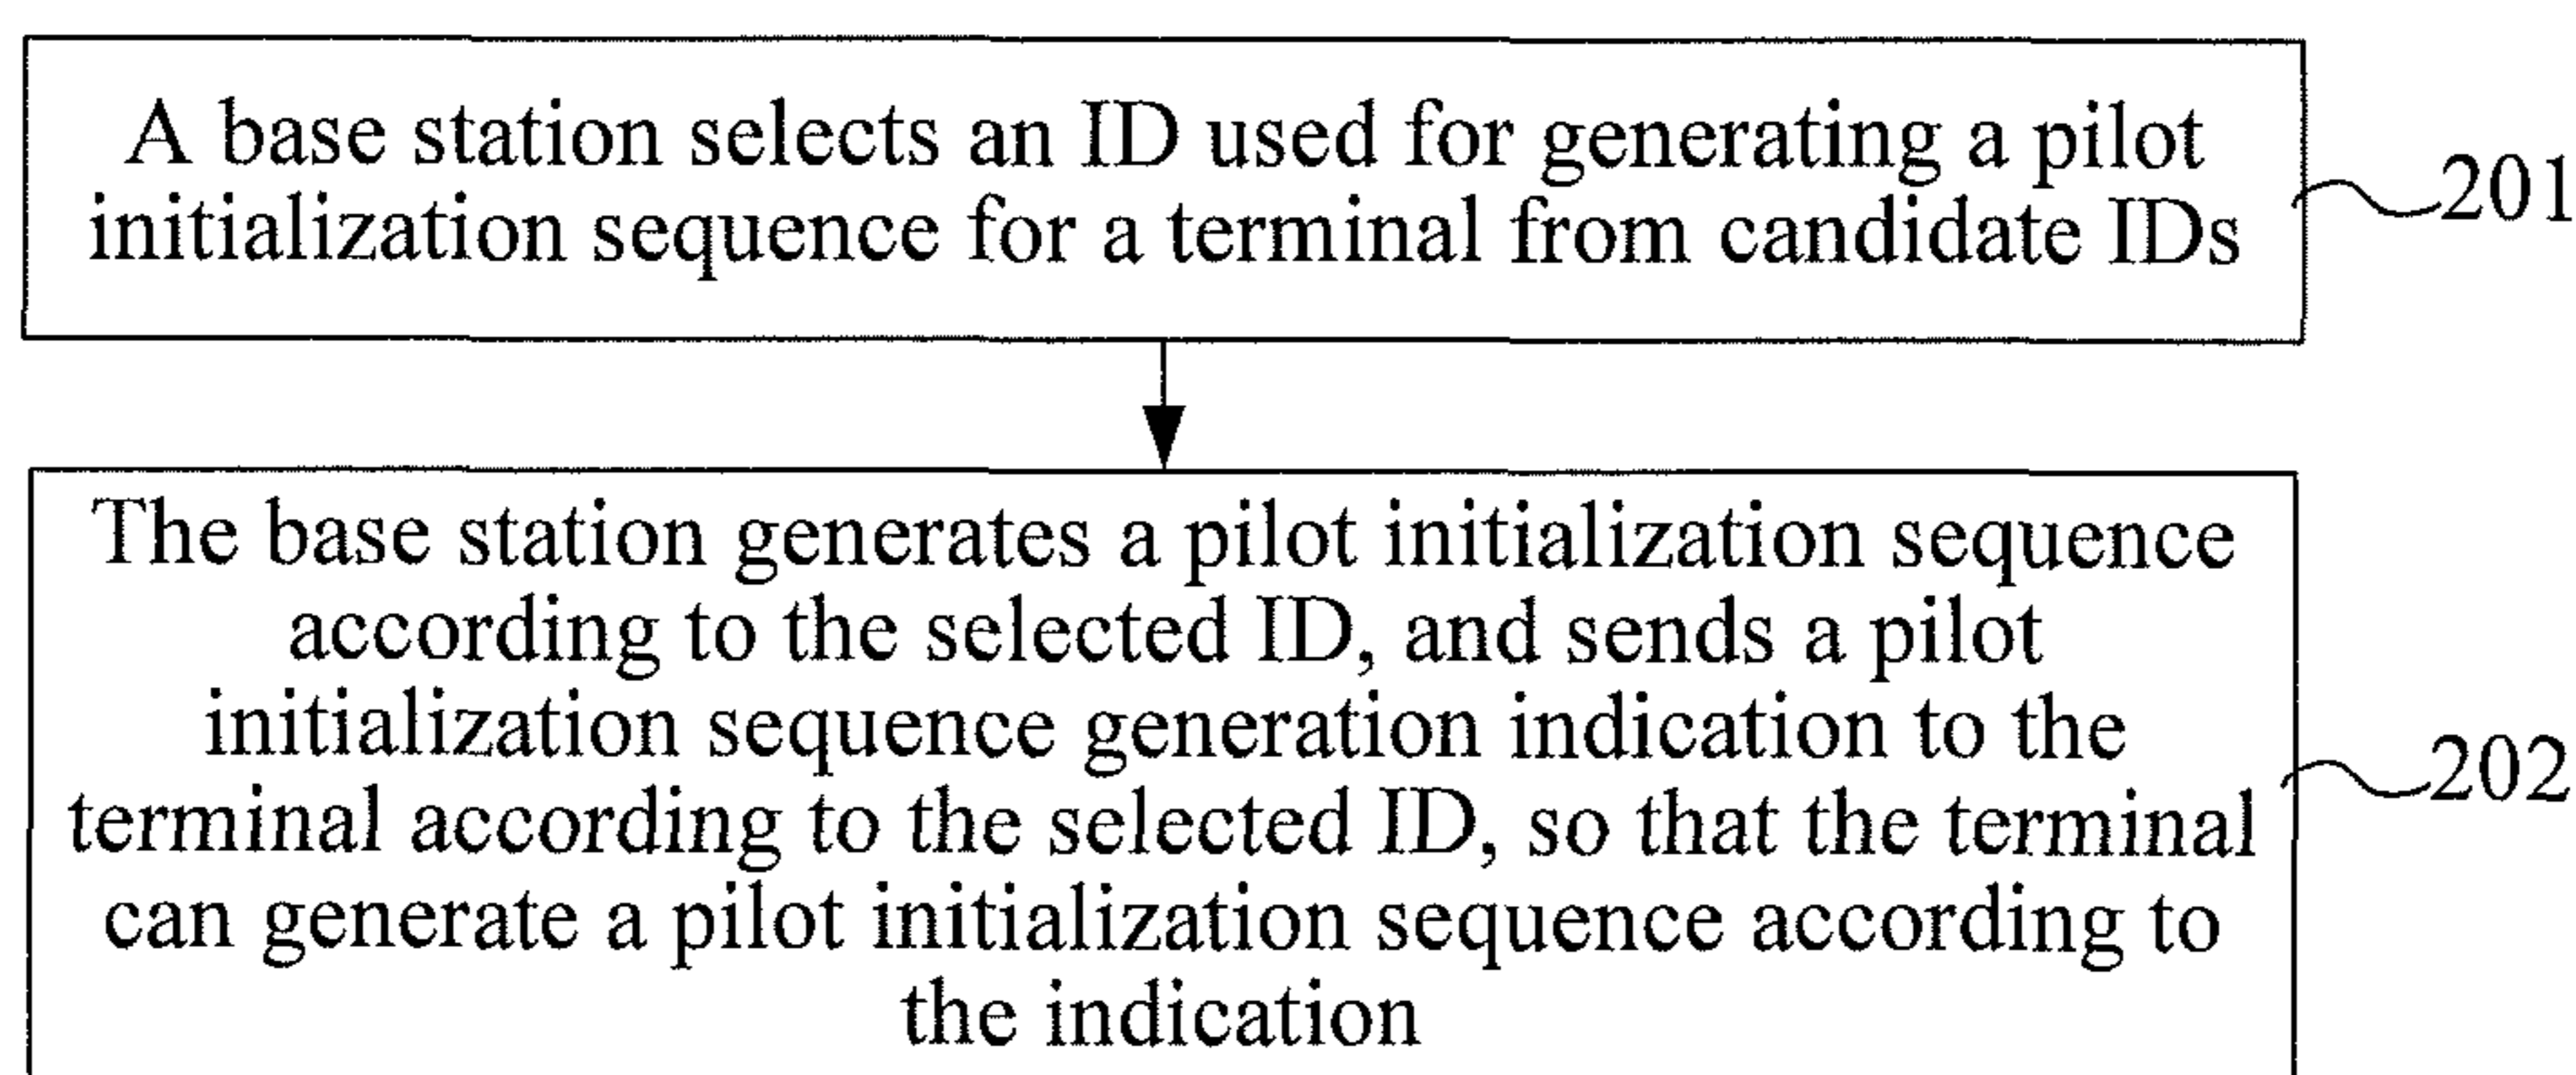 A base station selects an ID used for generating a pilot
initialization sequence for a terminal from candidate IDs
201
The base station generates a pilot initialization sequence
according to the selected ID, and sends a pilot
initialization sequence generation indication to the
terminal according to the selected ID, so that the terminal
can generate a pilot initialization sequence according to
the indication
202